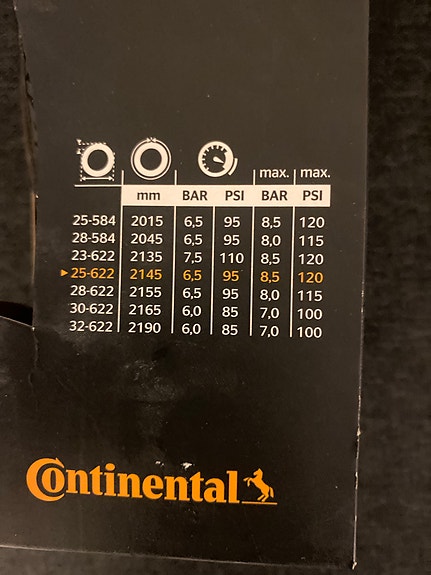 max. max.
mm BAR PSI BAR PSI
25-584 2015 6,5 95 8,5 120
28-584 2045 6,5 95 8,0 115
23-622 2135 7,5 110 8,5 120
▸25-622 2145 6,5 95 8,5 120
28-622 2155 6,5 95 8,0 115
30-622 2165 6,0 85 7,0 100
32-622 2190 6,0 85 7,0 100
Continental